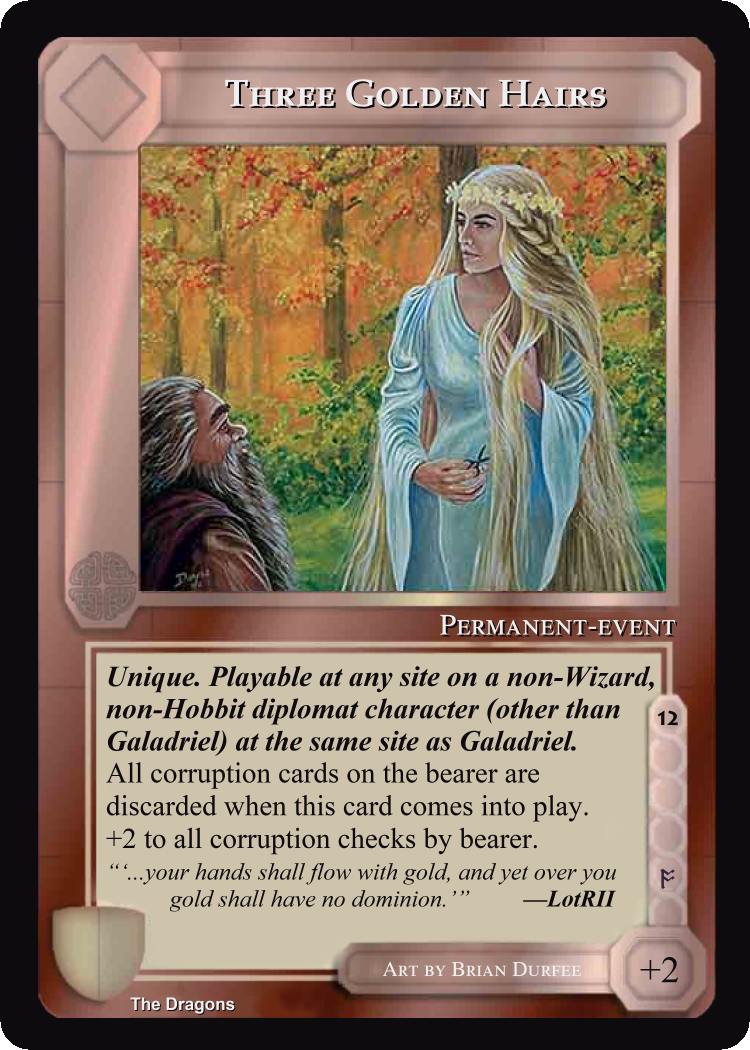 Three Golden Hairs
Durfee
Permanent-event
Unique. Playable at any site on a non-Wizard,
non-Hobbit diplomat character (other than
Galadriel) at the same site as Galadriel.
All corruption cards on the bearer are
discarded when this card comes into play.
+2 to all corruption checks by bearer.
“‘...your hands shall flow with gold, and yet over you
gold shall have no dominion.’” —LotRII
12
ᚩ
Art by Brian Durfee
+2
The Dragons